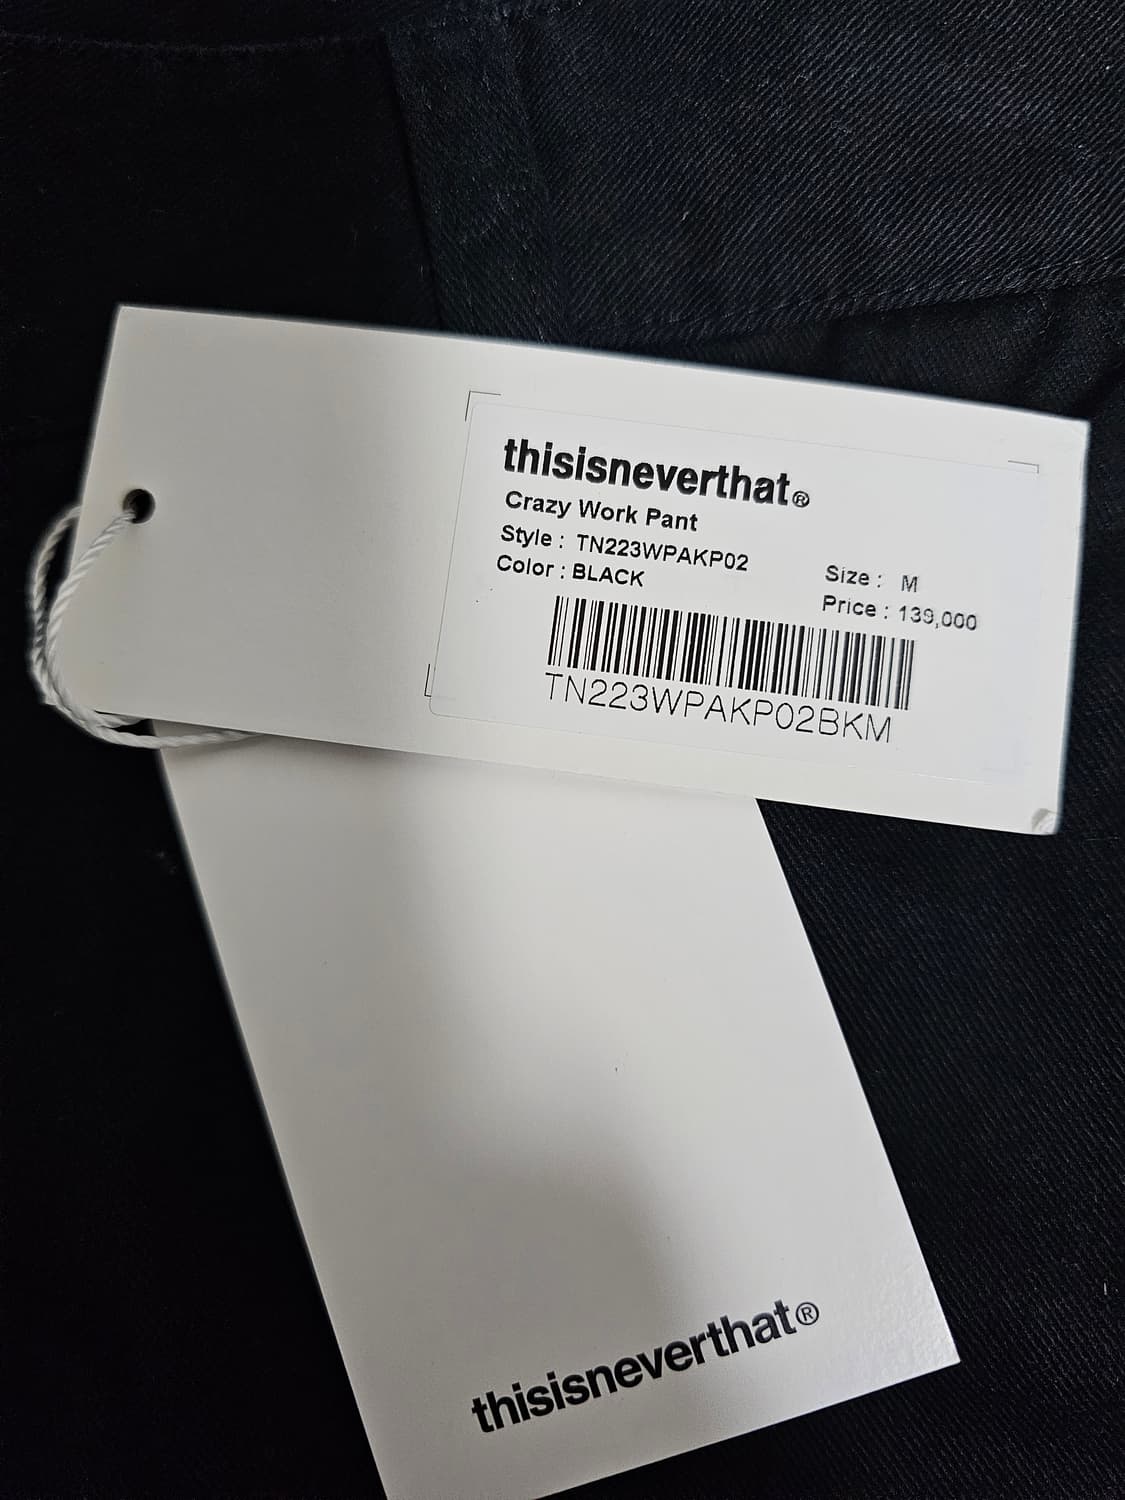 thisisneverthat®
Crazy Work Pant
Style : TN223WPAKP02
Color : BLACK
Size : M
Price : 139,000
TN223WPAKP02BKM
thisisneverthat®